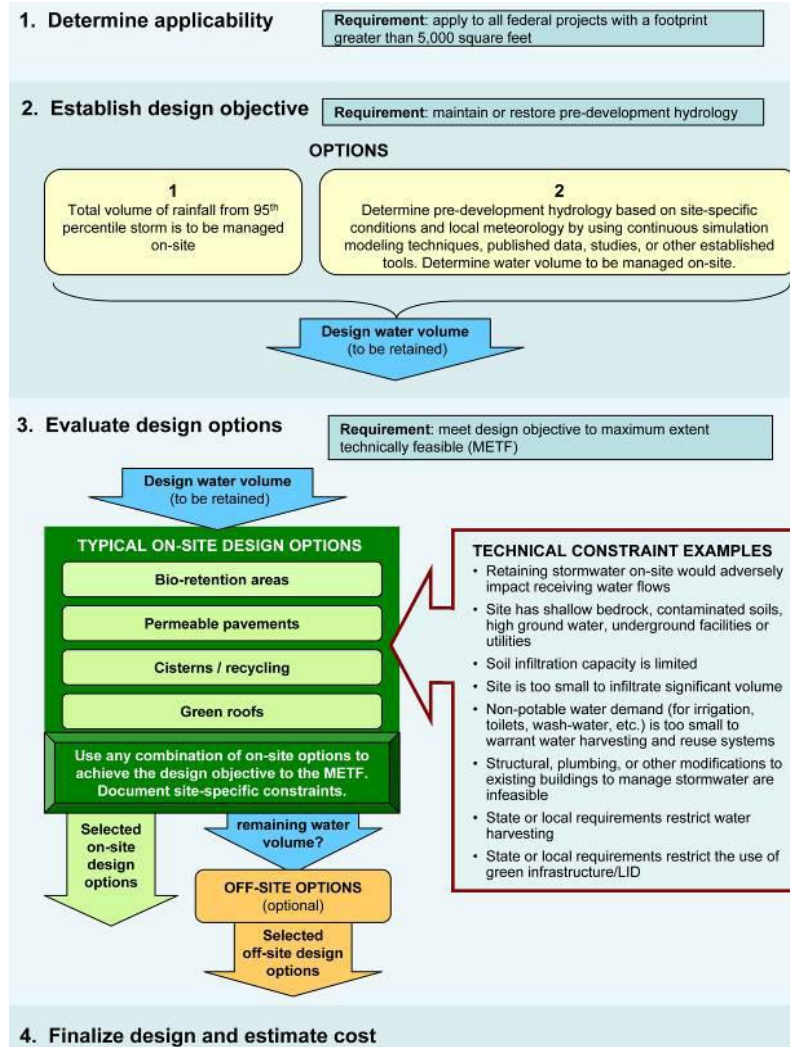 1. Determine applicability
Requirement: apply to all federal projects with a footprint
greater than 5,000 square feet
2. Establish design objective
Requirement: maintain or restore pre-development hydrology
OPTIONS
1
Total volume of rainfall from 95th
percentile storm is to be managed
on-site
2
Determine pre-development hydrology based on site-specific
conditions and local meteorology by using continuous simulation
modeling techniques, published data, studies, or other established
tools. Determine water volume to be managed on-site.
Design water volume
(to be retained)
3. Evaluate design options
Requirement: meet design objective to maximum extent
technically feasible (METF)
Design water volume
(to be retained)
TYPICAL ON-SITE DESIGN OPTIONS
Bio-retention areas
Permeable pavements
Cisterns / recycling
Green roofs
Use any combination of on-site options to
achieve the design objective to the METF.
Document site-specific constraints.
TECHNICAL CONSTRAINT EXAMPLES
• Retaining stormwater on-site would adversely
impact receiving water flows
• Site has shallow bedrock, contaminated soils,
high ground water, underground facilities or
utilities
• Soil infiltration capacity is limited
• Site is too small to infiltrate significant volume
• Non-potable water demand (for irrigation,
toilets, wash-water, etc.) is too small to
warrant water harvesting and reuse systems
• Structural, plumbing, or other modifications to
existing buildings to manage stormwater are
infeasible
• State or local requirements restrict water
harvesting
• State or local requirements restrict the use of
green infrastructure/LID
Selected
on-site
design
options
remaining water
volume?
OFF-SITE OPTIONS
(optional)
Selected
off-site design
options
4. Finalize design and estimate cost